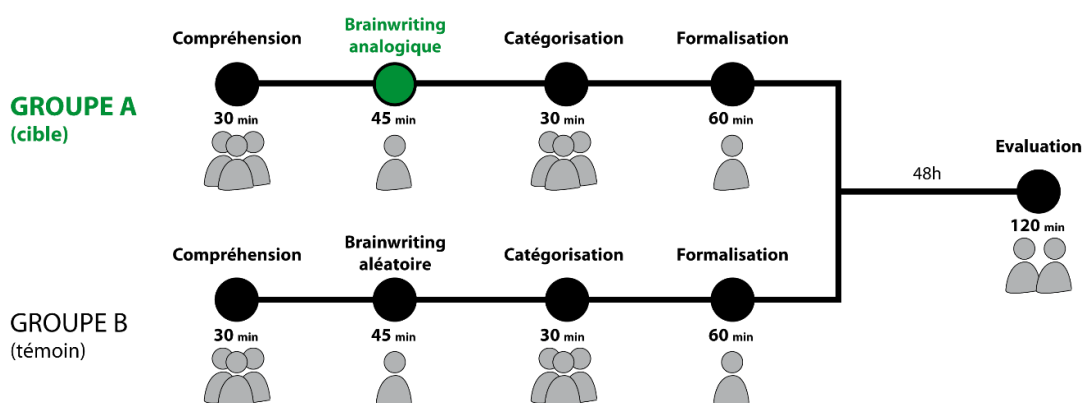 Compréhension
Brainwriting
analogique
Catégorisation
Formalisation
GROUPE A
(cible)
30 min
45 min
30 min
60 min
Evaluation
48h
120 min
Compréhension
Brainwriting
aléatoire
Catégorisation
Formalisation
GROUPE B
(témoin)
30 min
45 min
30 min
60 min